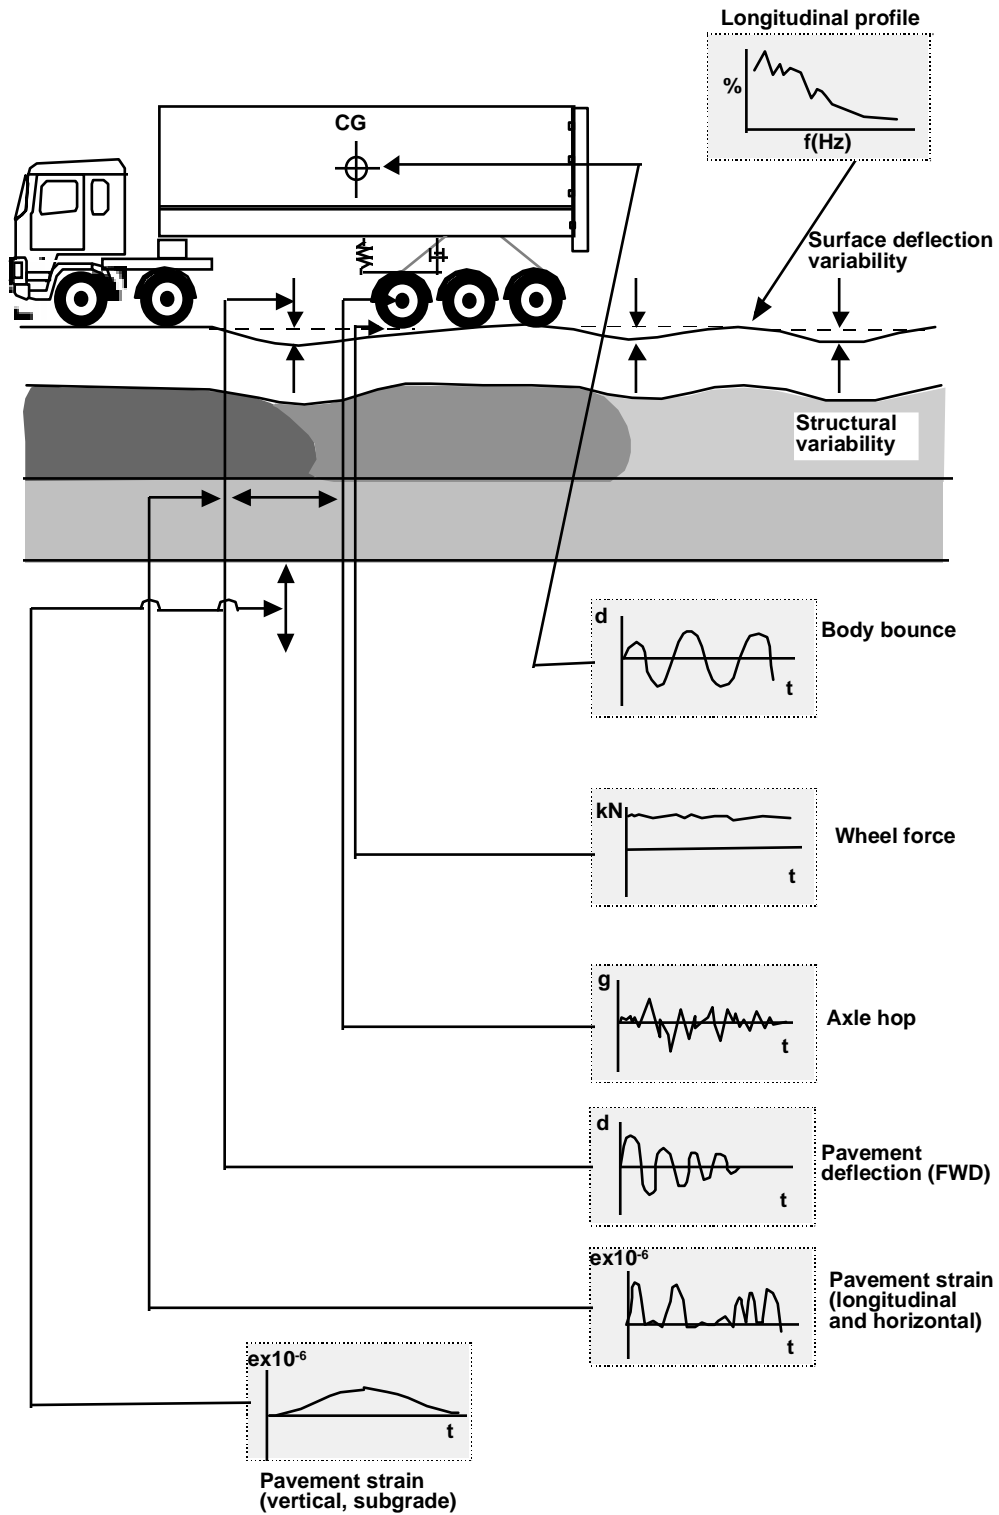 Longitudinal profile
%
f(Hz)
CG
Surface deflection
variability
Structural
variability
d
Body bounce
t
kN
Wheel force
t
g
Axle hop
t
d
Pavement
deflection (FWD)
t
ex10-6
Pavement strain
(longitudinal
and horizontal)
t
ex10-6
t
Pavement strain
(vertical, subgrade)